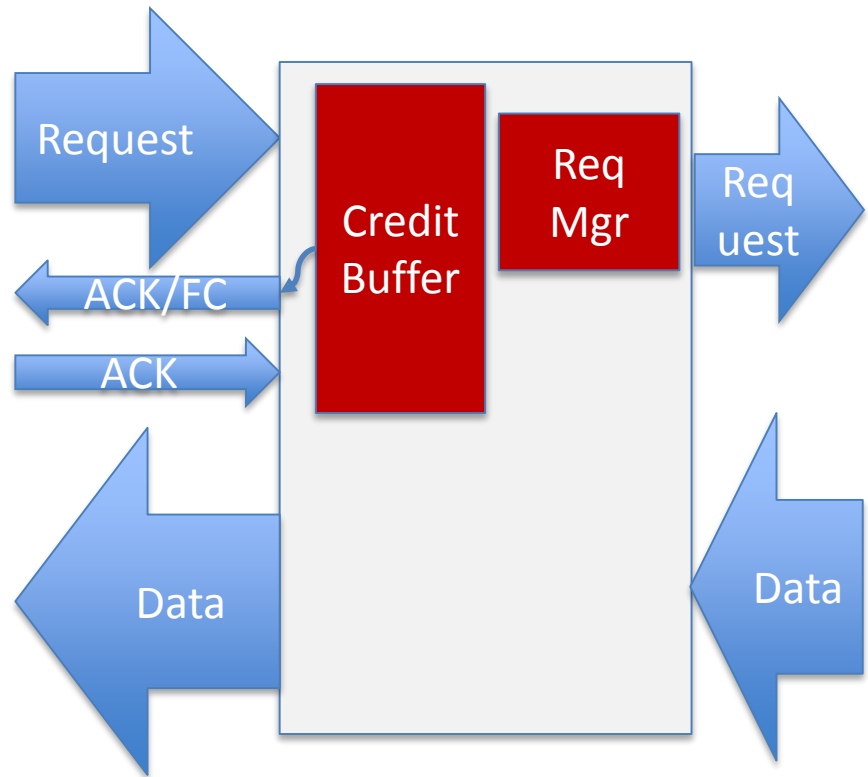 Request
Credit
Buffer
Req
Mgr
Req
uest
ACK/FC
ACK
Data
Data